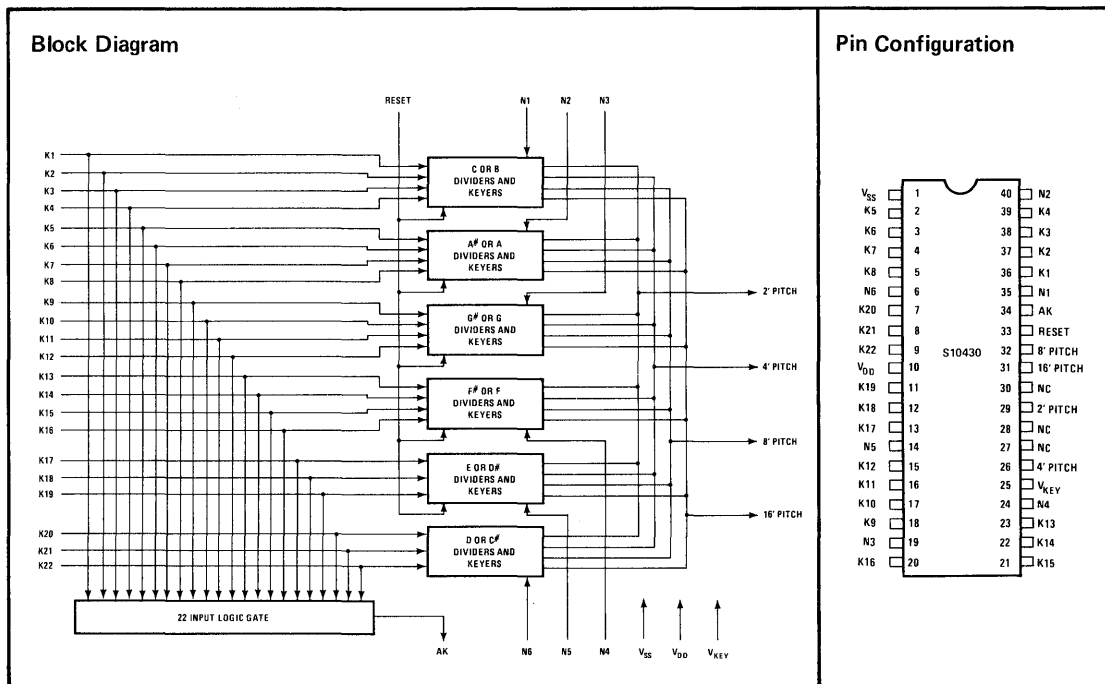 Block Diagram
RESET
N1
N2
N3
K1
K2
K3
K4
K5
K6
K7
K8
K9
K10
K11
K12
K13
K14
K15
K16
K17
K18
K19
K20
K21
K22
C OR B
DIVIDERS AND
KEYERS
A# OR A
DIVIDERS AND
KEYERS
G# OR G
DIVIDERS AND
KEYERS
F# OR F
DIVIDERS AND
KEYERS
E OR D#
DIVIDERS AND
KEYERS
D OR C#
DIVIDERS AND
KEYERS
2' PITCH
4' PITCH
8' PITCH
16' PITCH
22 INPUT LOGIC GATE
AK
N6
N5
N4
VSS
VDD
VKEY
Pin Configuration
VSS 1 40 N2
K5 2 39 K4
K6 3 38 K3
K7 4 37 K2
K8 5 36 K1
N6 6 35 N1
K20 7 34 AK
K21 8 33 RESET
K22 9 32 8' PITCH
S10430
VDD 10 31 16' PITCH
K19 11 30 NC
K18 12 29 2' PITCH
K17 13 28 NC
N5 14 27 NC
K12 15 26 4' PITCH
K11 16 25 VKEY
K10 17 24 N4
K9 18 23 K13
N3 19 22 K14
K16 20 21 K15